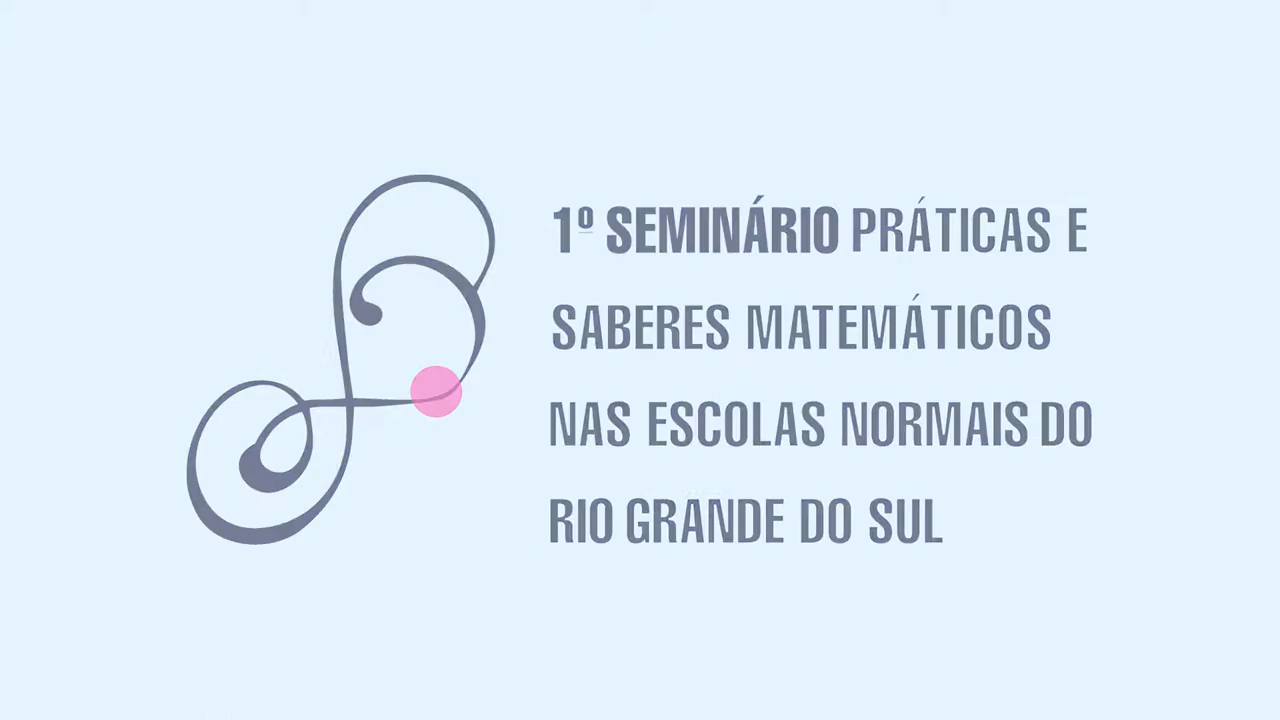 1º SEMINÁRIO PRÁTICAS E
SABERES MATEMÁTICOS
NAS ESCOLAS NORMAIS DO
RIO GRANDE DO SUL